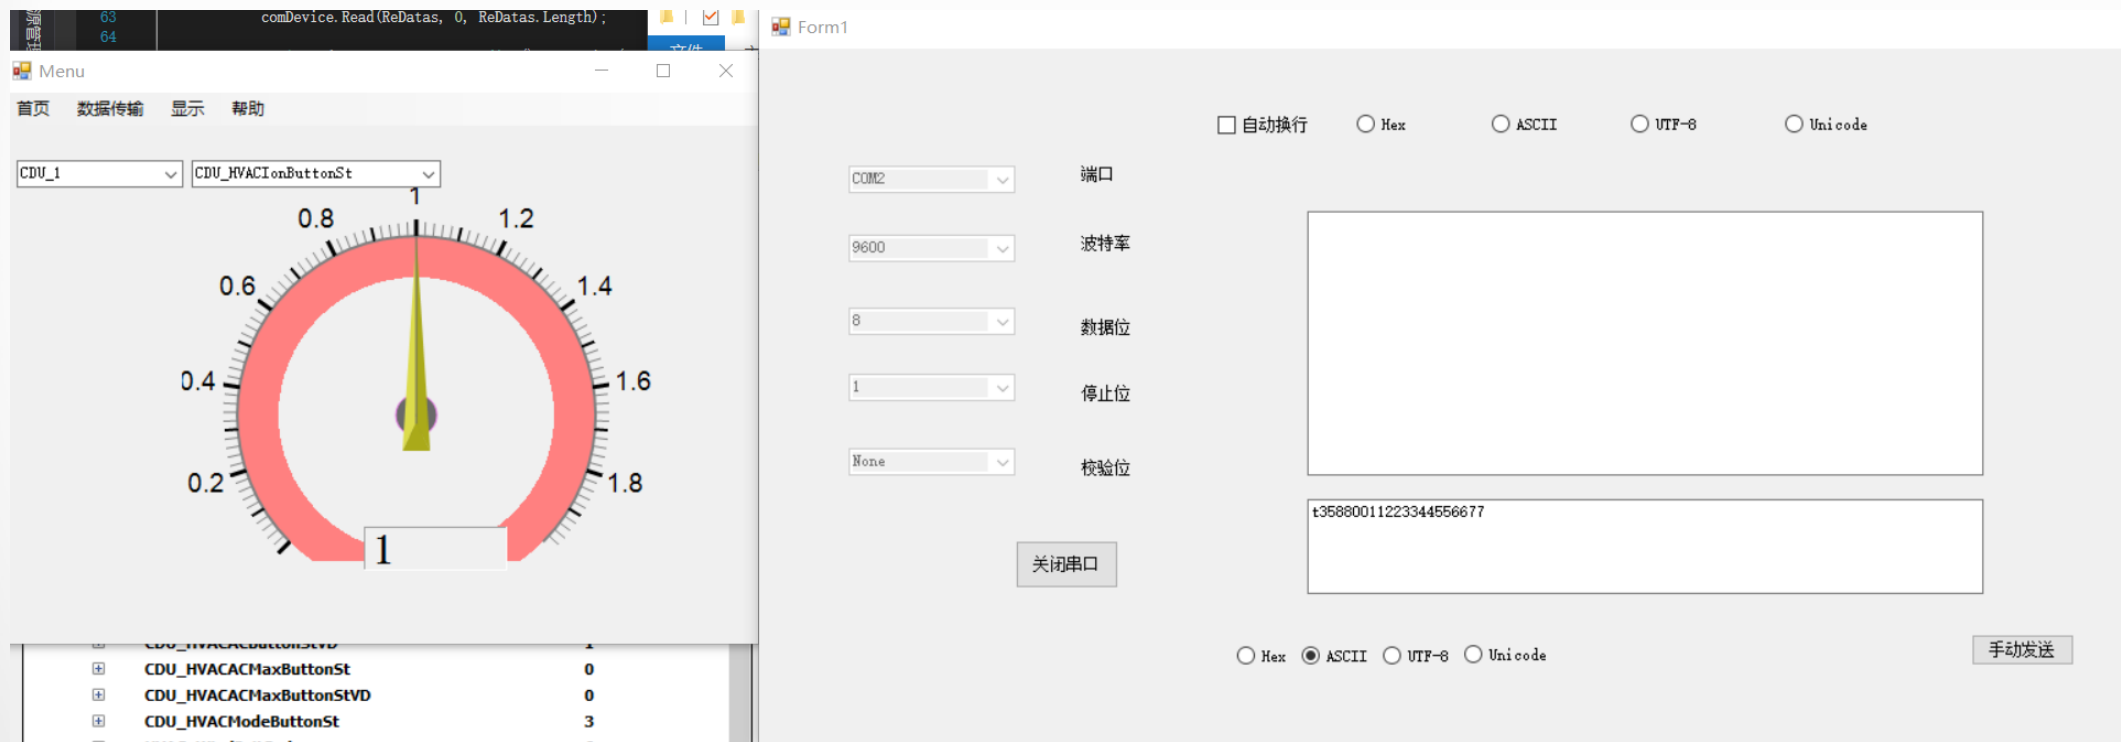 63
comDevice.Read(ReDatas, 0, ReDatas.Length);
64
Menu
首页 数据传输 显示 帮助
CDU_1
CDU_HVACIonButtonSt
1
0.8
1.2
0.6
1.4
0.4
1.6
0.2
1.8
1
CDU_HVACACButtonStVD 1
CDU_HVACACMaxButtonSt 0
CDU_HVACACMaxButtonStVD 0
CDU_HVACModeButtonSt 3
Form1
自动换行 Hex ASCII UTF-8 Unicode
COM2 端口
9600 波特率
8 数据位
1 停止位
None 校验位
关闭串口
t35880011223344556677
Hex ASCII UTF-8 Unicode
手动发送